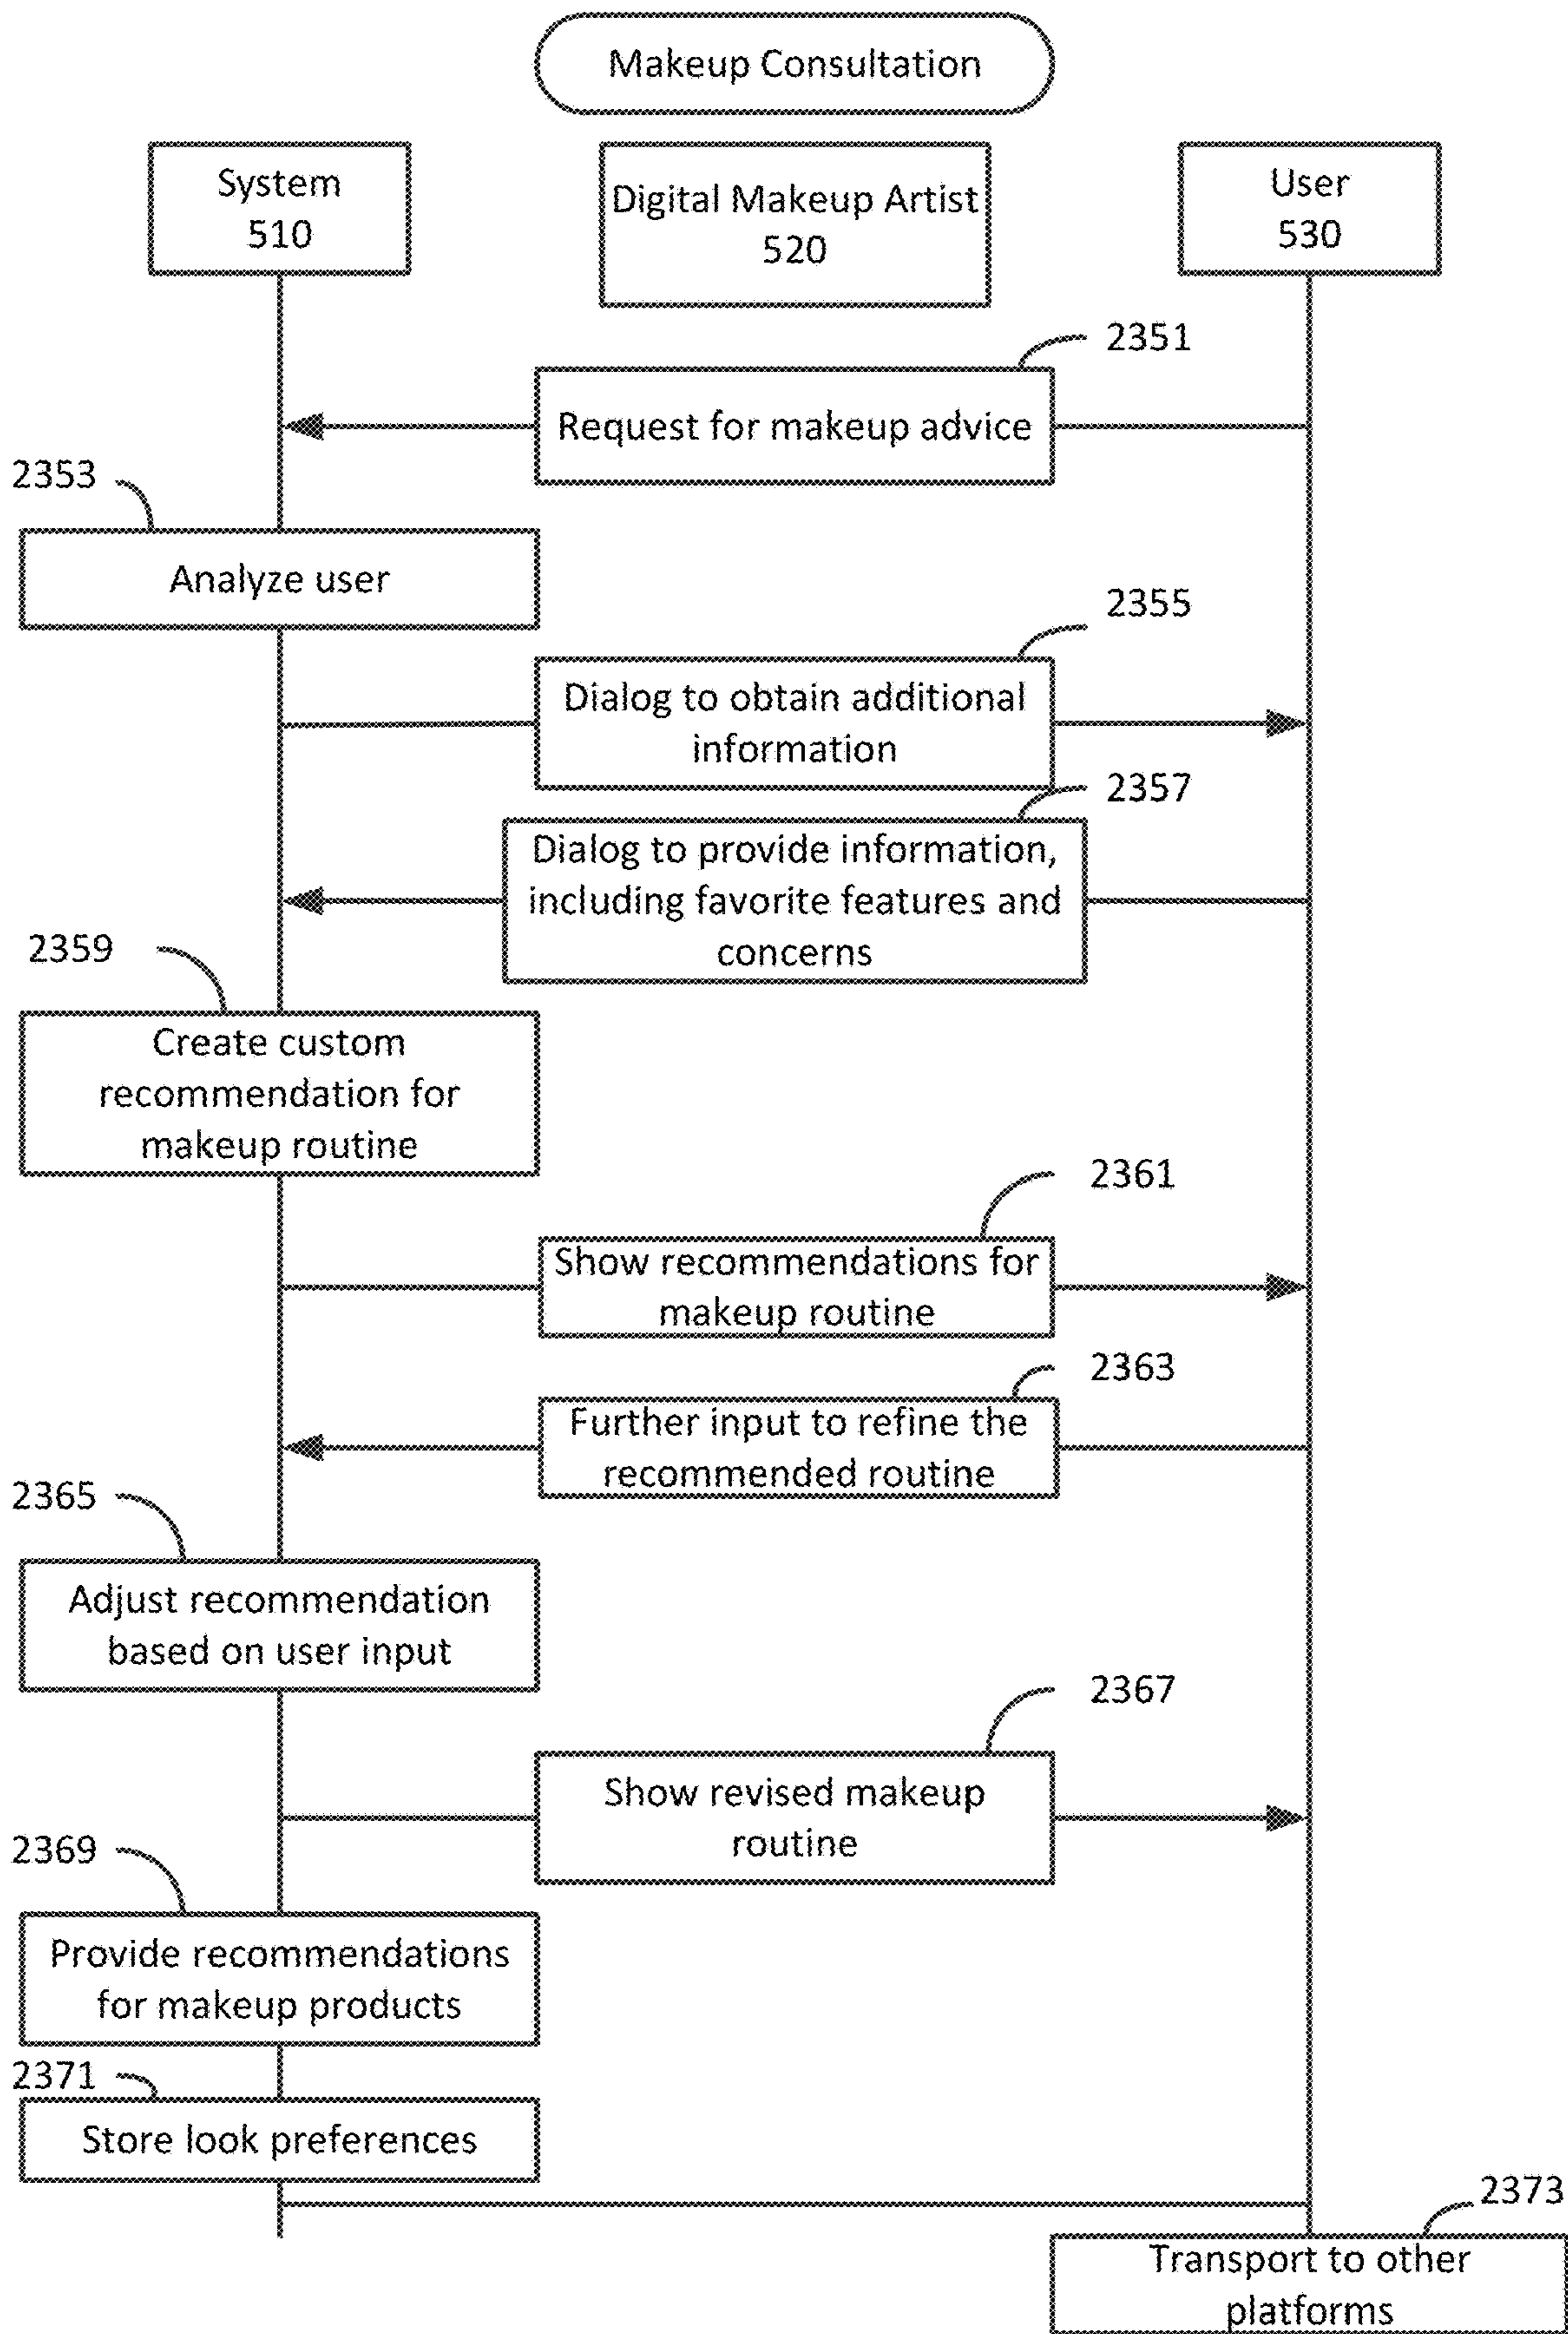 Makeup Consultation
System
510
Digital Makeup Artist
520
User
530
2351
Request for makeup advice
2353
Analyze user
2355
Dialog to obtain additional
information
2357
Dialog to provide information,
including favorite features and
concerns
2359
Create custom
recommendation for
makeup routine
2361
Show recommendations for
makeup routine
2363
Further input to refine the
recommended routine
2365
Adjust recommendation
based on user input
2367
Show revised makeup
routine
2369
Provide recommendations
for makeup products
2371
Store look preferences
2373
Transport to other
platforms